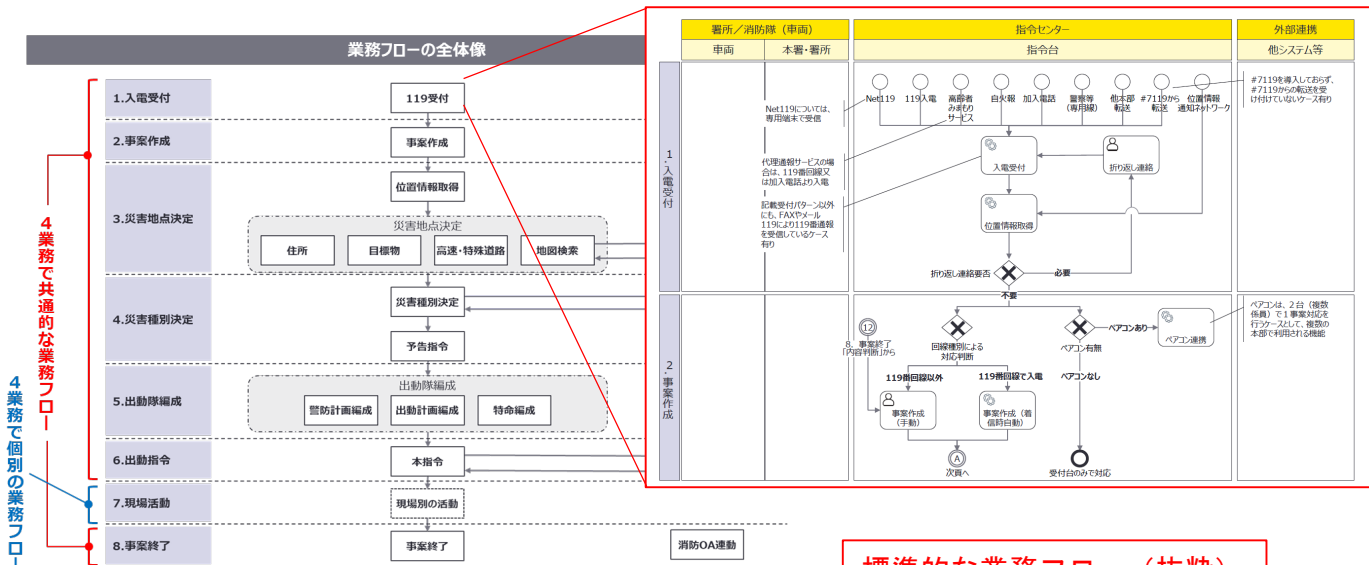 業務フローの全体像
4業務で共通的な業務フロー
4業務で個別の業務フロー
1.入電受付
2.事案作成
3.災害地点決定
4.災害種別決定
5.出動隊編成
6.出動指令
7.現場活動
8.事案終了
119受付
事案作成
位置情報取得
災害地点決定
住所
目標物
高速・特殊道路
地図検索
災害種別決定
予告指令
出動隊編成
警防計画編成
出動計画編成
特命編成
本指令
現場別の活動
事案終了
消防OA連動
署所/消防隊（車両）
指令センター
外部連携
車両
本署・署所
指令台
他システム等
1.入電受付
Net119
119入電
高齢者
みまもり
サービス
自火報
加入電話
警察等
（専用線）
他本部
転送
#7119から
転送
位置情報
通知ネットワーク
Net119については、
専用端末で受信
代理通報サービスの場
合は、119番回線又
は加入電話より入電
記載受付パターン以外
にも、FAXやメール
119により119番通報
を受信しているケース
有り
#7119を導入しておらず、
#7119からの転送を受
け付けていないケース有り
入電受付
折り返し連絡
位置情報取得
折り返し連絡要否
必要
不要
2.事案作成
12
8．事案終了
「内容判断」から
回線種別による
対応判断
119番回線以外
119番回線で入電
事案作成
（手動）
事案作成（着
信時自動）
A
次頁へ
ペアコン有無
ペアコンあり
ペアコンなし
ペアコン連携
受付台のみで対応
ペアコンは、2台（複数
係員）で1事案対応を
行うケースとして、複数の
本部で利用される機能
標準的な業務フロー（抜粋）